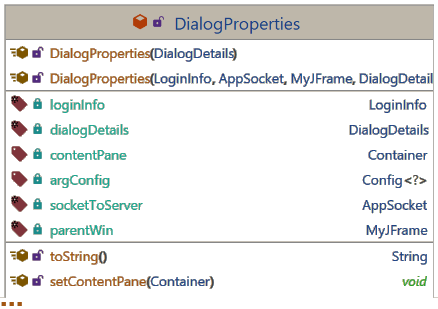 DialogProperties
DialogProperties(DialogDetails)
DialogProperties(LoginInfo, AppSocket, MyJFrame, DialogDetail
loginInfo LoginInfo
dialogDetails DialogDetails
contentPane Container
argConfig Config<?>
socketToServer AppSocket
parentWin MyJFrame
toString() String
setContentPane(Container) void